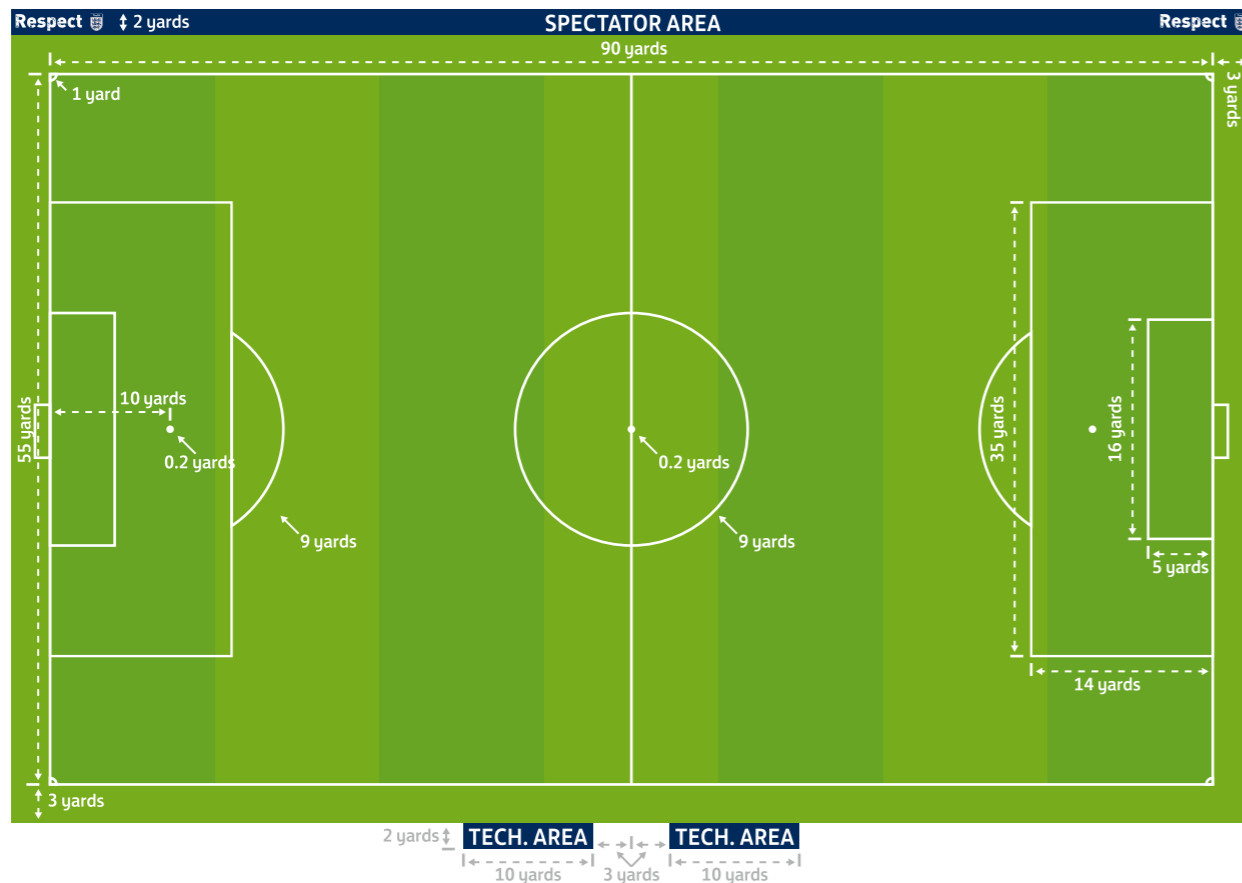 Respect 2 yards SPECTATOR AREA Respect
90 yards
3 yards
1 yard
10 yards
55 yards
0.2 yards
0.2 yards
35 yards
16 yards
9 yards
9 yards
5 yards
14 yards
3 yards
2 yards TECH. AREA TECH. AREA
10 yards 3 yards 10 yards